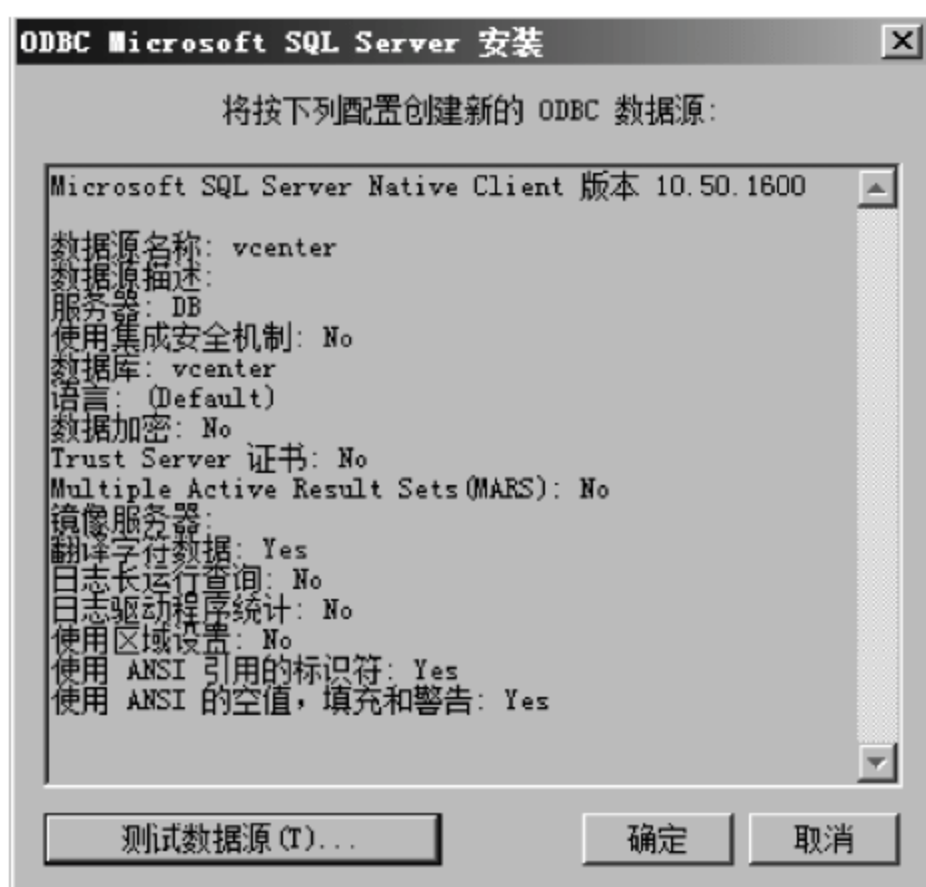 ODBC Microsoft SQL Server 安装
将按下列配置创建新的 ODBC 数据源:
Microsoft SQL Server Native Client 版本 10.50.1600
数据源名称: vcenter
数据源描述:
服务器: DB
使用集成安全机制: No
数据库: vcenter
语言: (Default)
数据加密: No
Trust Server 证书: No
Multiple Active Result Sets(MARS): No
镜像服务器:
翻译字符数据: Yes
日志长运行查询: No
日志驱动程序统计: No
使用区域设置: No
使用 ANSI 引用的标识符: Yes
使用 ANSI 的空值，填充和警告: Yes
测试数据源(T)... 确定 取消